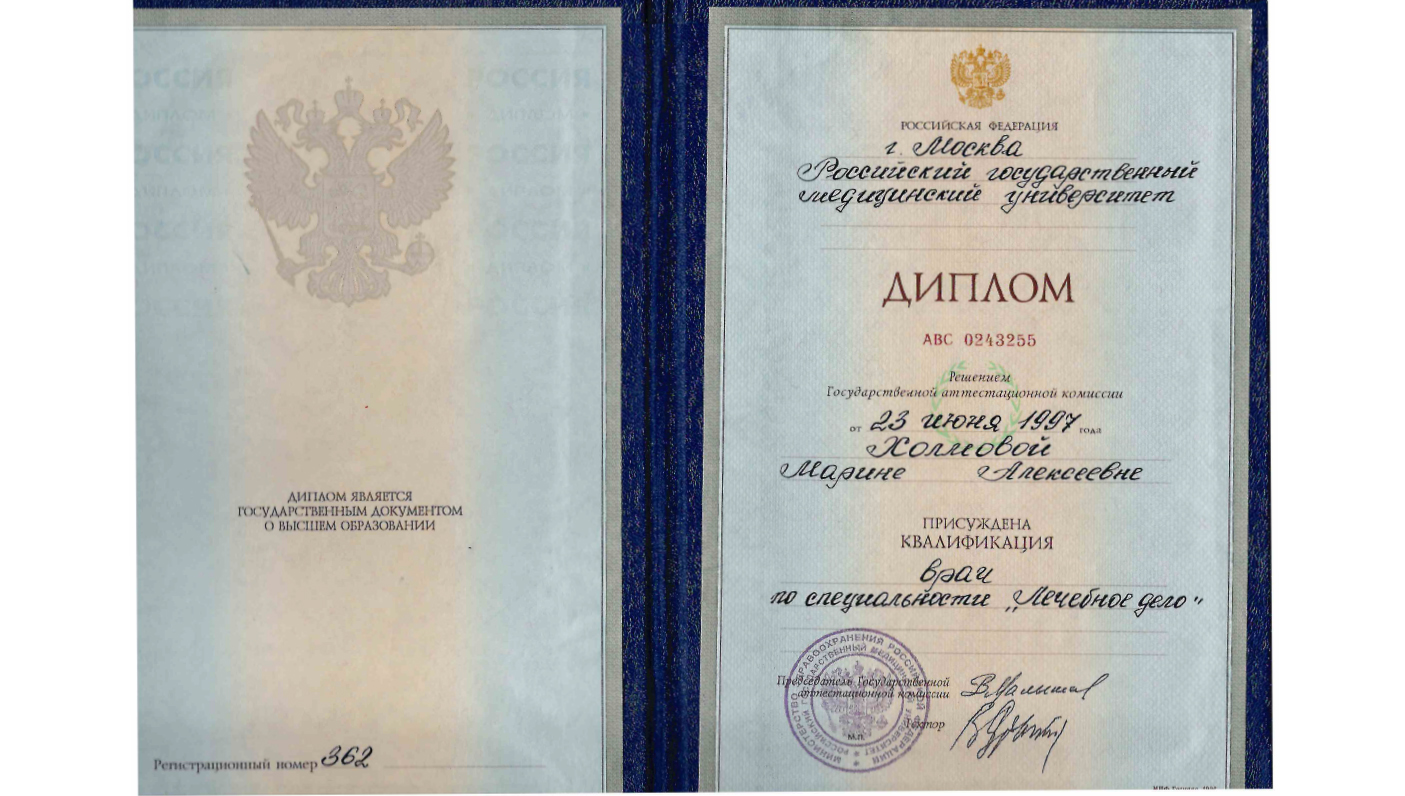 ДИПЛОМ ЯВЛЯЕТСЯ
ГОСУДАРСТВЕННЫМ ДОКУМЕНТОМ
О ВЫСШЕМ ОБРАЗОВАНИИ
Регистрационный номер 362
РОССИЙСКАЯ ФЕДЕРАЦИЯ
г. Москва
Российский государственный
медицинский университет
ДИПЛОМ
АВС 0243255
Решением
Государственной аттестационной комиссии
от 23 июня 1997 года
Холмовой
Марине Алексеевне
ПРИСУЖДЕНА
КВАЛИФИКАЦИЯ
врач
по специальности „Лечебное дело"
Председатель Государственной
аттестационной комиссии
Ректор
М.П.